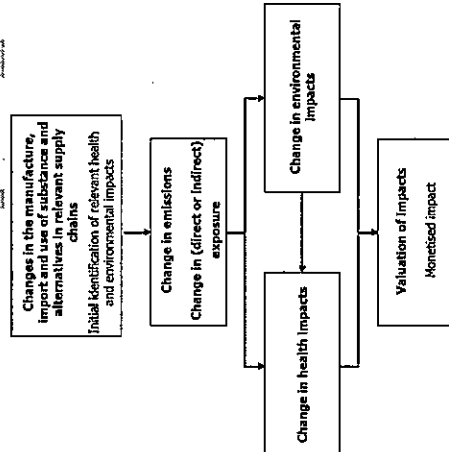 Changes in the manufacture,
import and use of substance and
alternatives in relevant supply
chains
Initial identification of relevant health
and environmental impacts
Change in emissions
Change in (direct or indirect)
exposure
Change in health impacts
Change in environmental
impacts
Valuation of impacts
Monetised impact